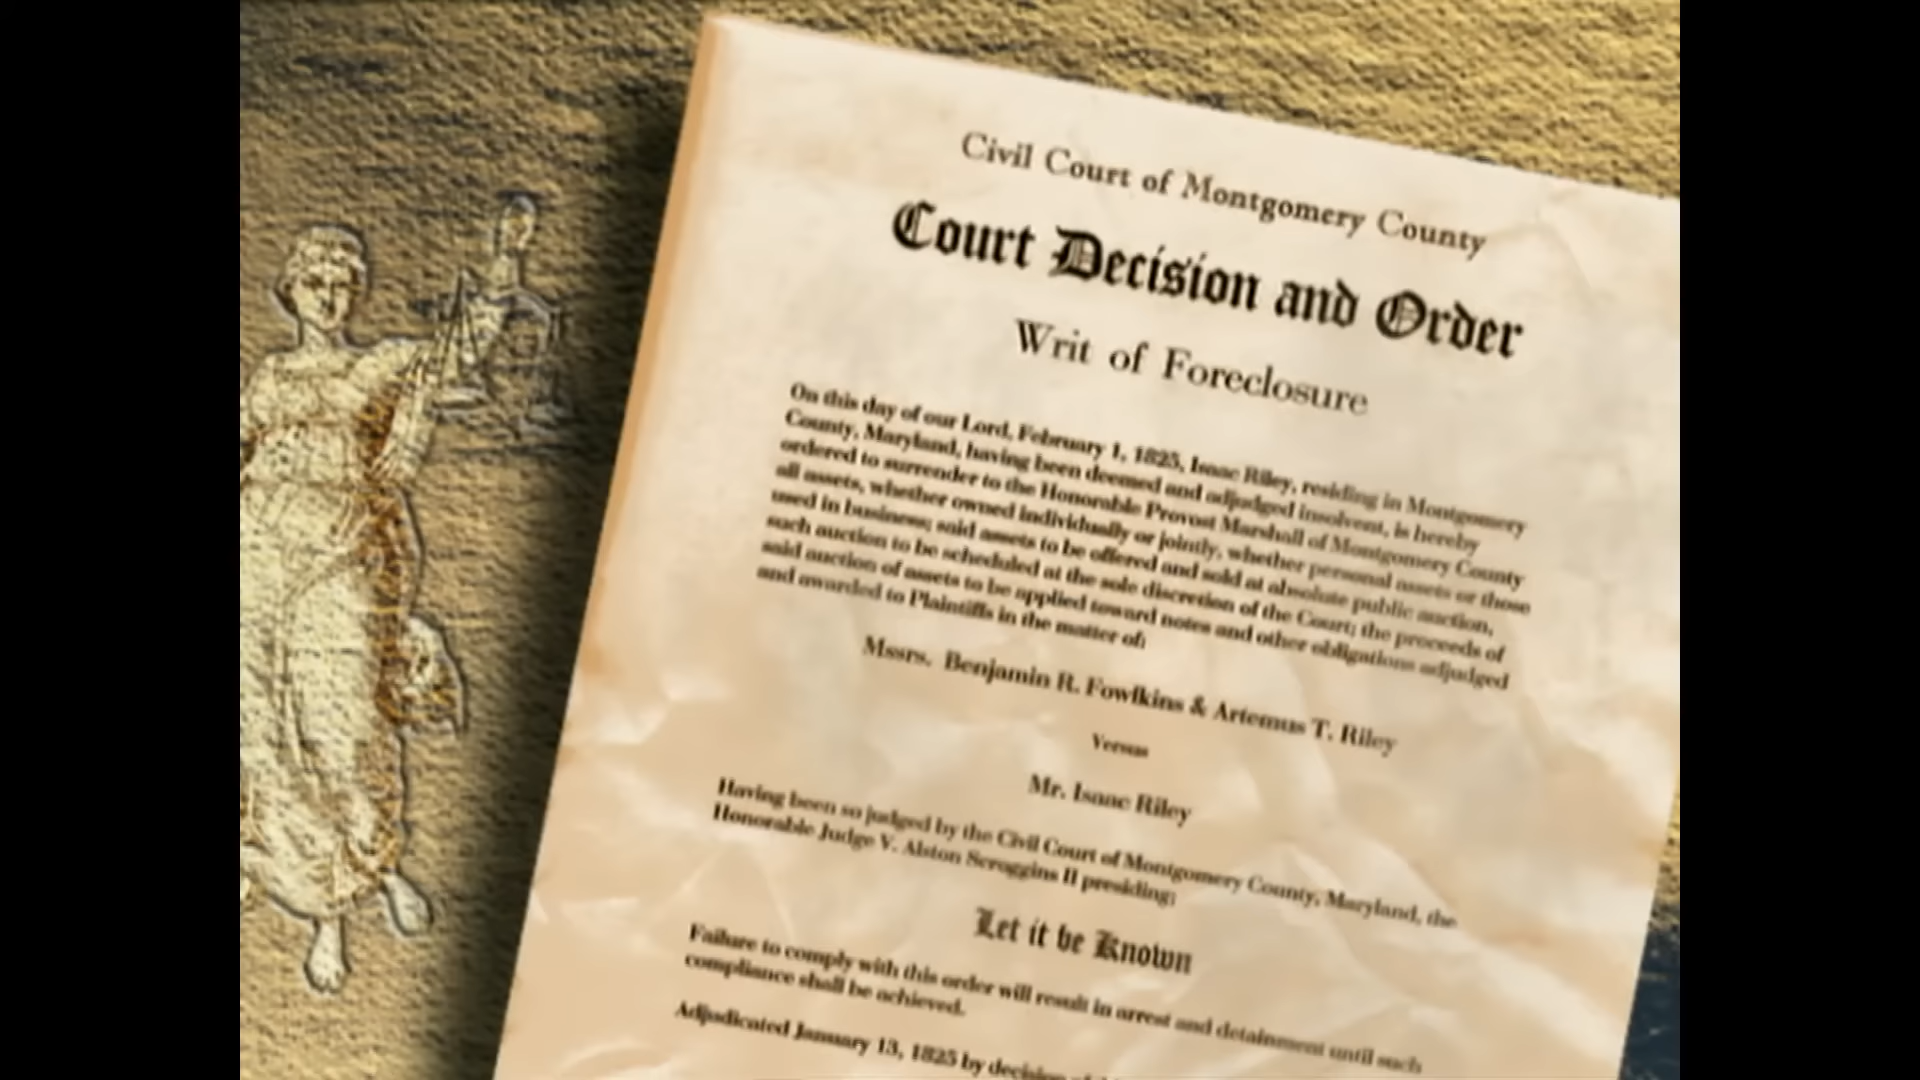 Civil Court of Montgomery County
Court Decision and Order
Writ of Foreclosure
On this day of our Lord, February 1, 1825, Isaac Riley, residing in Montgomery
County, Maryland, having been deemed and adjudged insolvent, is hereby
ordered to surrender to the Honorable Provost Marshall of Montgomery County
all assets, whether owned individually or jointly, whether personal assets or those
used in business; said assets to be offered and sold at absolute public auction,
such auction to be scheduled at the sole discretion of the Court; the proceeds of
said auction of assets to be applied toward notes and other obligations adjudged
and awarded to Plaintiffs in the matter of:
Mssrs. Benjamin R. Fowlkins & Artemus T. Riley
Versus
Mr. Isaac Riley
Having been so judged by the Civil Court of Montgomery County, Maryland, the
Honorable Judge V. Alston Scroggins II presiding;
Let it be Known
Failure to comply with this order will result in arrest and detainment until such
compliance shall be achieved.
Adjudicated January 13, 1825 by decision of